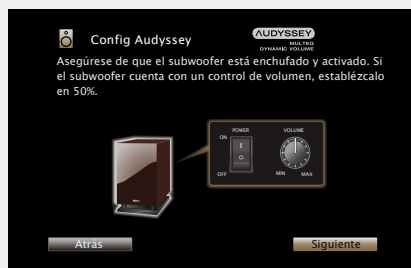 Config Audyssey
AUDYSSEY
MULTEQ
DYNAMIC VOLUME
Asegúrese de que el subwoofer está enchufado y activado. Si
el subwoofer cuenta con un control de volumen, establézcalo
en 50%.
POWER
VOLUME
ON
I
O
OFF
MIN
MAX
Atrás
Siguiente